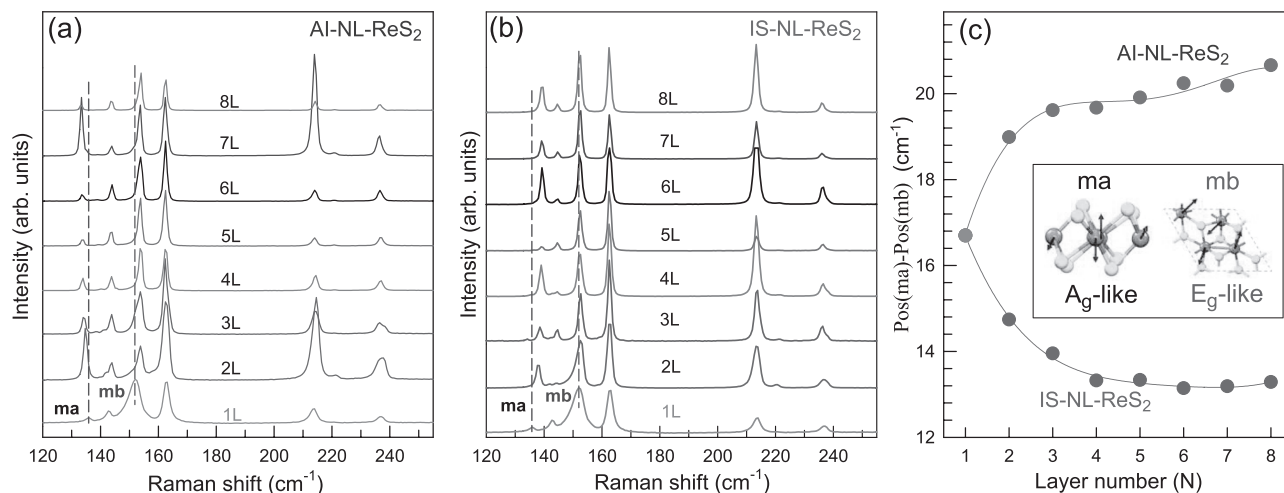 (a)
AI-NL-ReS₂
Intensity (arb. units)
8L
7L
6L
5L
4L
3L
2L
1L
ma
mb
120 140 160 180 200 220 240
Raman shift (cm⁻¹)
(b)
IS-NL-ReS₂
Intensity (arb. units)
8L
7L
6L
5L
4L
3L
2L
1L
ma
mb
120 140 160 180 200 220 240
Raman shift (cm⁻¹)
(c)
AI-NL-ReS₂
Pos(ma)-Pos(mb) (cm⁻¹)
20
18
16
14
12
ma
mb
A₉-like
E₉-like
IS-NL-ReS₂
1 2 3 4 5 6 7 8
Layer number (N)